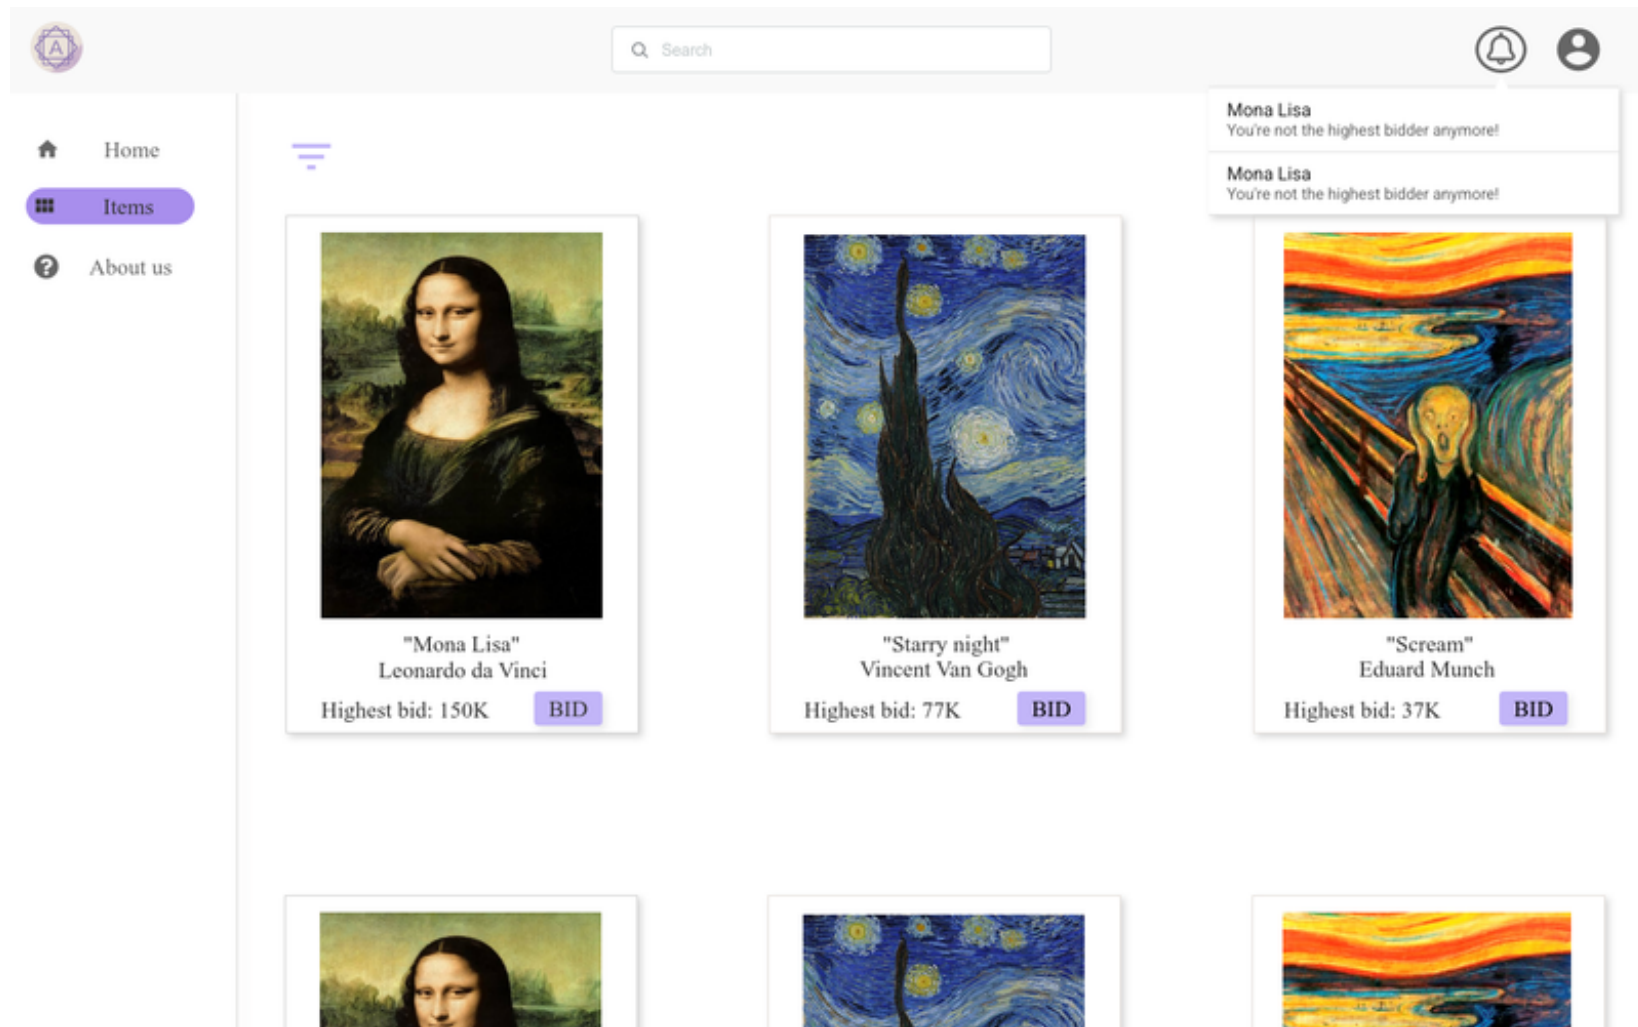 A
Search
Mona Lisa
You're not the highest bidder anymore!
Mona Lisa
You're not the highest bidder anymore!
Home
Items
About us
"Mona Lisa"
Leonardo da Vinci
Highest bid: 150K
BID
"Starry night"
Vincent Van Gogh
Highest bid: 77K
BID
"Scream"
Eduard Munch
Highest bid: 37K
BID